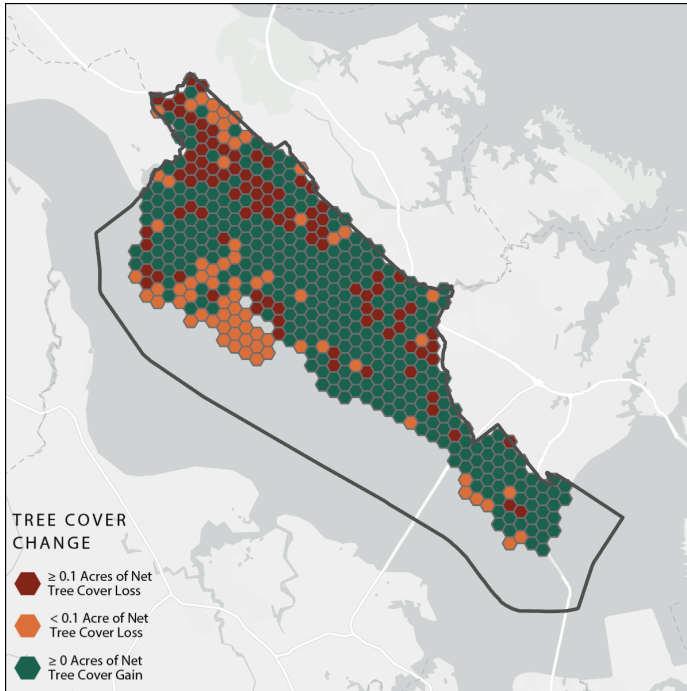 TREE COVER
CHANGE
≥ 0.1 Acres of Net
Tree Cover Loss
< 0.1 Acre of Net
Tree Cover Loss
≥ 0 Acres of Net
Tree Cover Gain